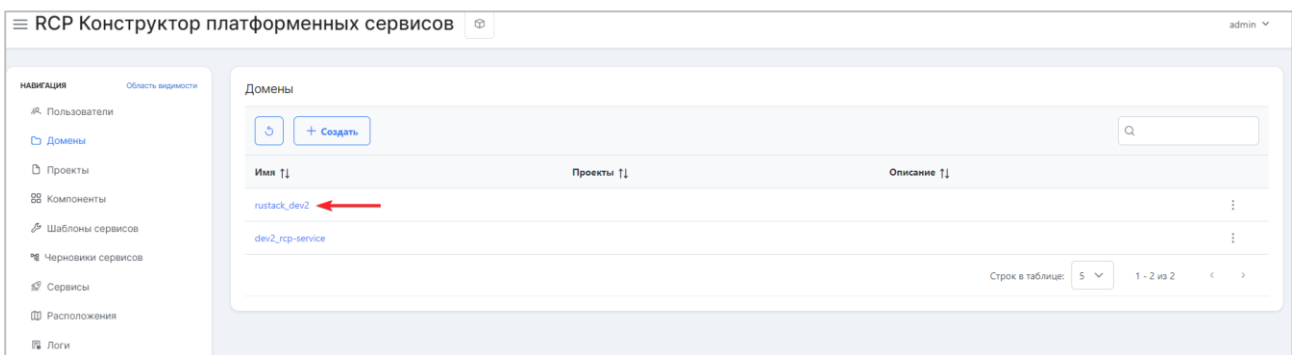 RCP Конструктор платформенных сервисов
admin
НАВИГАЦИЯ Область видимости
Пользователи
Домены
Проекты
Компоненты
Шаблоны сервисов
Черновики сервисов
Сервисы
Расположения
Логи
Домены
+ Создать
Имя Проекты Описание
rustack_dev2
dev2_rcp-service
Строк в таблице: 5 1 - 2 из 2